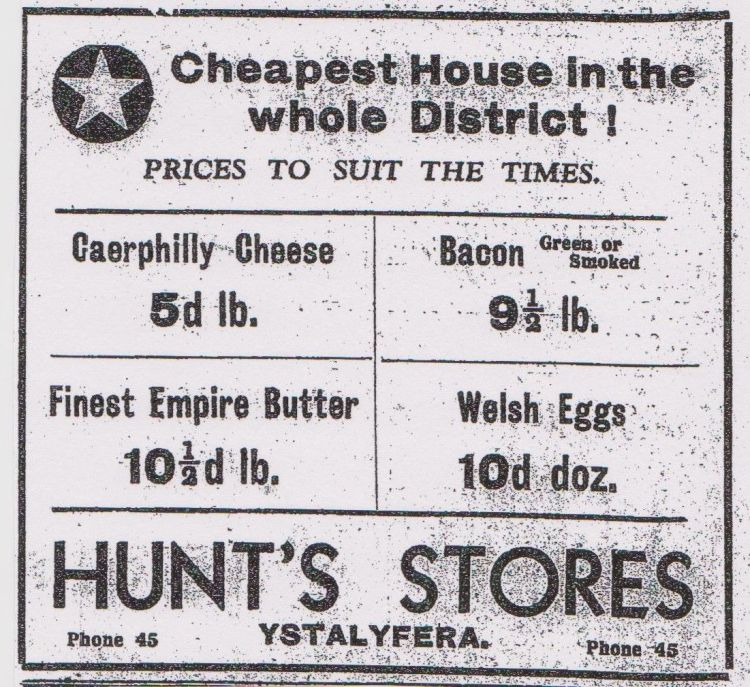 Cheapest House in the
whole District !
PRICES TO SUIT THE TIMES.
Caerphilly Cheese
5d lb.
Bacon Green or Smoked
9½ lb.
Finest Empire Butter
10½d lb.
Welsh Eggs
10d doz.
HUNT'S STORES
Phone 45 YSTALYFERA. Phone 45